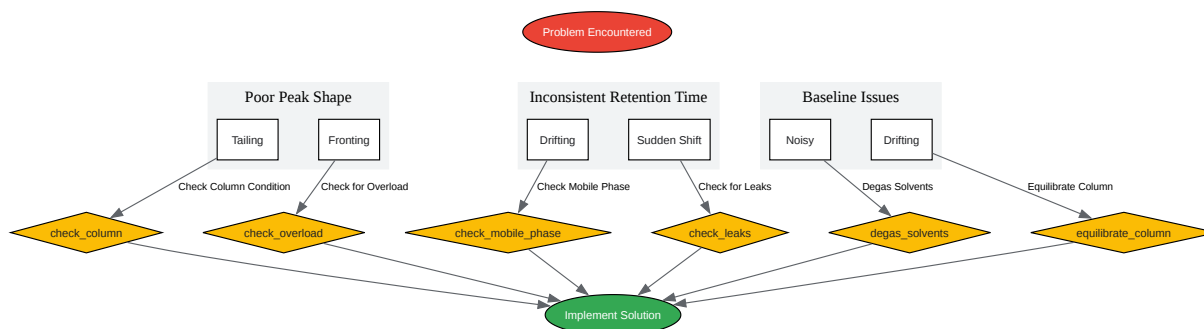 Problem Encountered
Poor Peak Shape
Inconsistent Retention Time
Baseline Issues
Tailing
Fronting
Drifting
Sudden Shift
Noisy
Drifting
Check Column Condition
Check for Overload
Check Mobile Phase
Check for Leaks
Degas Solvents
Equilibrate Column
check_column
check_overload
check_mobile_phase
check_leaks
degas_solvents
equilibrate_column
Implement Solution